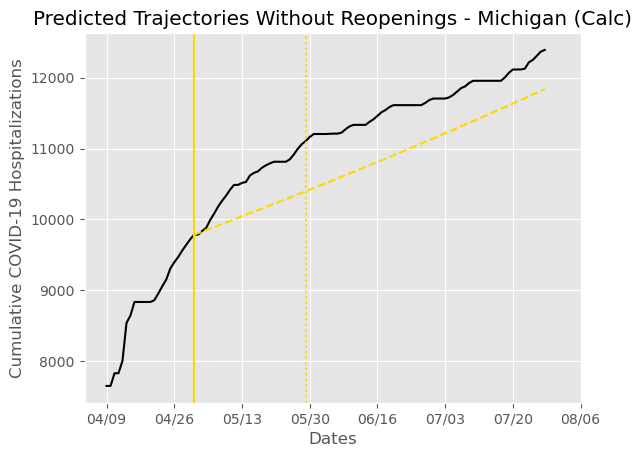 Predicted Trajectories Without Reopenings - Michigan (Calc)
Cumulative COVID-19 Hospitalizations
12000
11000
10000
9000
8000
04/09 04/26 05/13 05/30 06/16 07/03 07/20 08/06
Dates